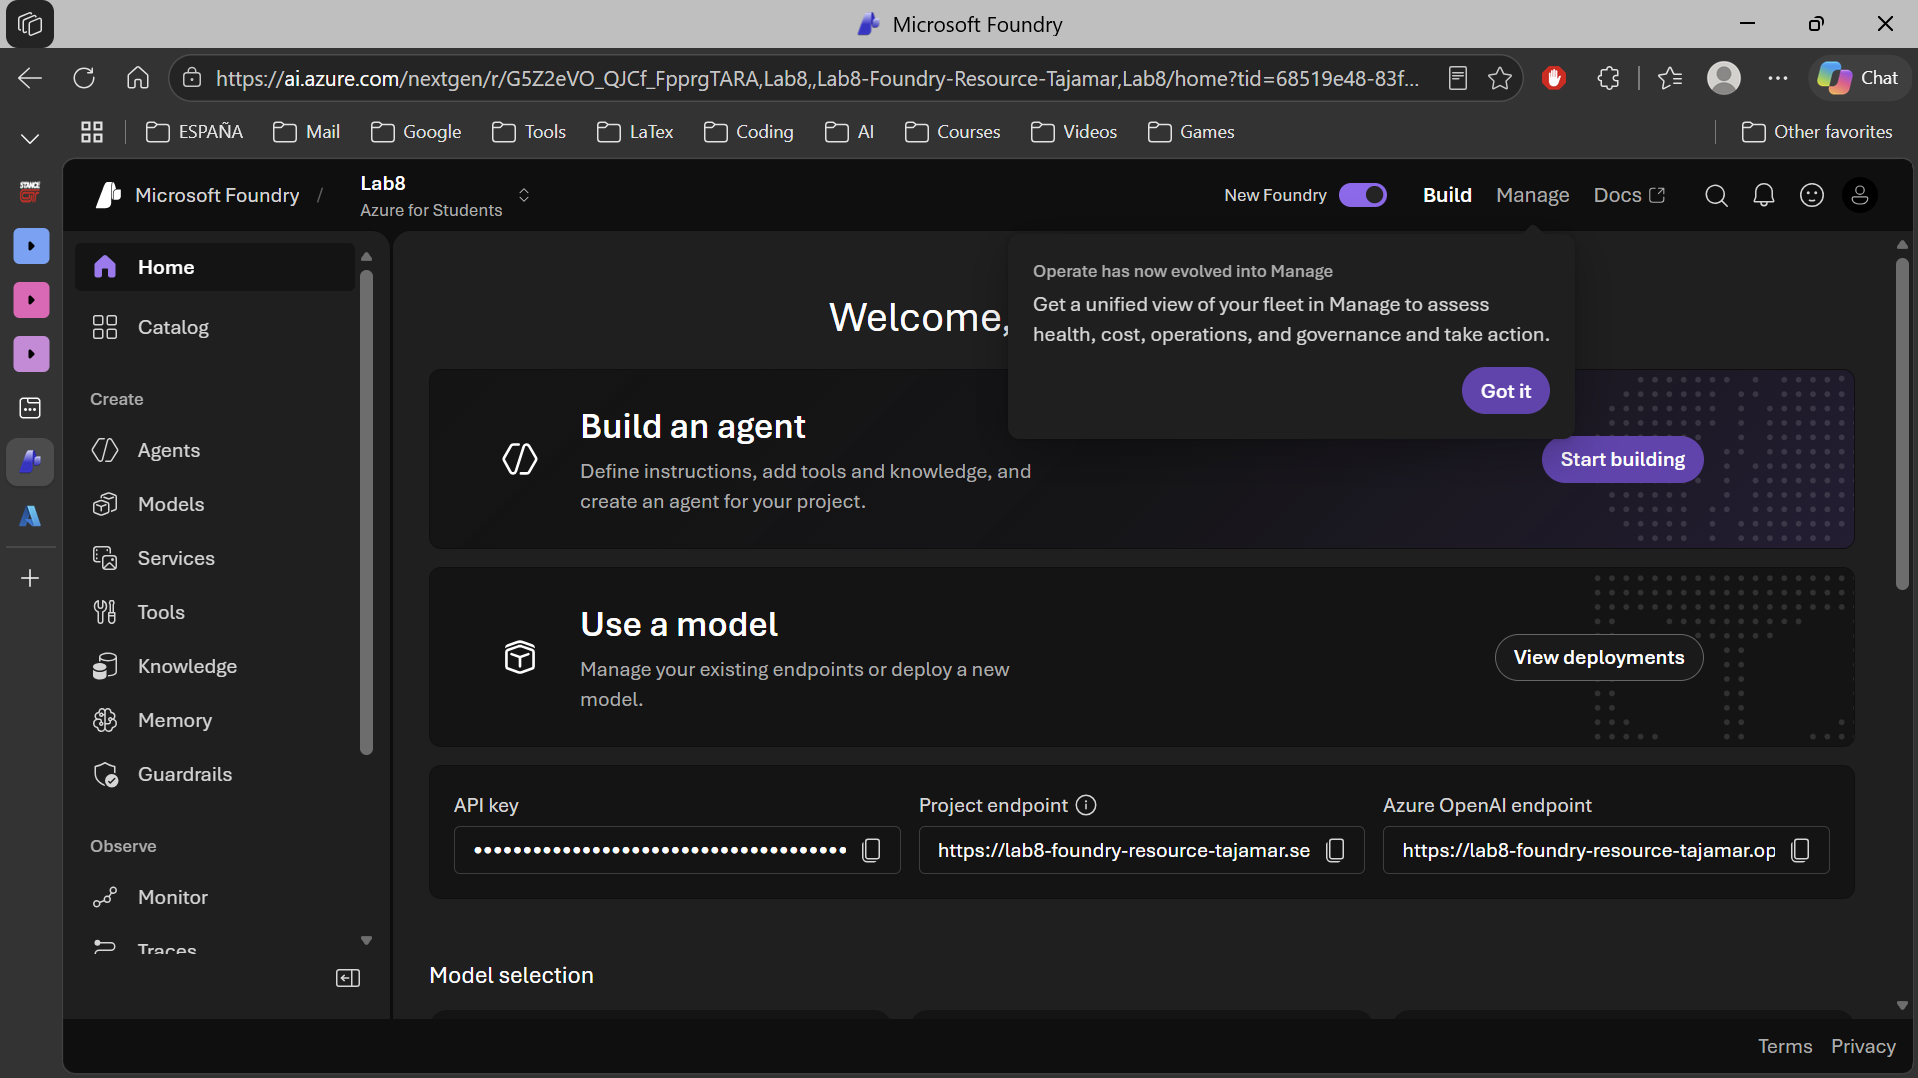 Microsoft Foundry
https://ai.azure.com/nextgen/r/G5Z2eVO_QJCf_FpprgTARA,Lab8,,Lab8-Foundry-Resource-Tajamar,Lab8/home?tid=68519e48-83f...
Chat
ESPAÑA
Mail
Google
Tools
LaTex
Coding
AI
Courses
Videos
Games
Other favorites
Microsoft Foundry /
Lab8
Azure for Students
New Foundry
Build
Manage
Docs
Home
Catalog
Create
Agents
Models
Services
Tools
Knowledge
Memory
Guardrails
Observe
Monitor
Traces
Welcome,
Operate has now evolved into Manage
Get a unified view of your fleet in Manage to assess
health, cost, operations, and governance and take action.
Got it
Build an agent
Define instructions, add tools and knowledge, and
create an agent for your project.
Start building
Use a model
Manage your existing endpoints or deploy a new
model.
View deployments
API key
••••••••••••••••••••••••••••••••••••••
Project endpoint
https://lab8-foundry-resource-tajamar.se
Azure OpenAI endpoint
https://lab8-foundry-resource-tajamar.op
Model selection
Terms
Privacy